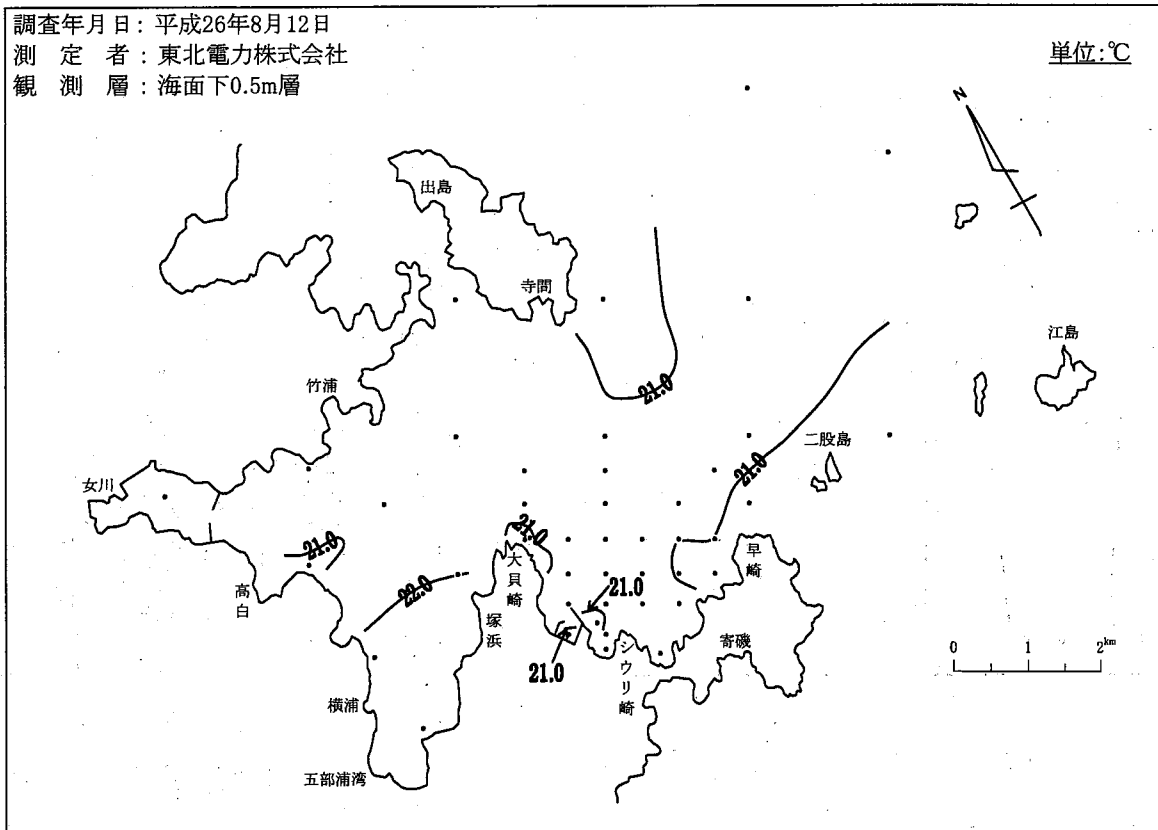 調査年月日：平成26年8月12日
測 定 者：東北電力株式会社
観 測 層：海面下0.5m層
単位：℃
N
出島
寺間
江島
21.0
竹浦
二股島
21.0
女川
21.0
21.0
大貝崎
早崎
高白
22.0
21.0
塚浜
寄磯
シウリ崎
21.0
0 1 2km
横浦
五部浦湾